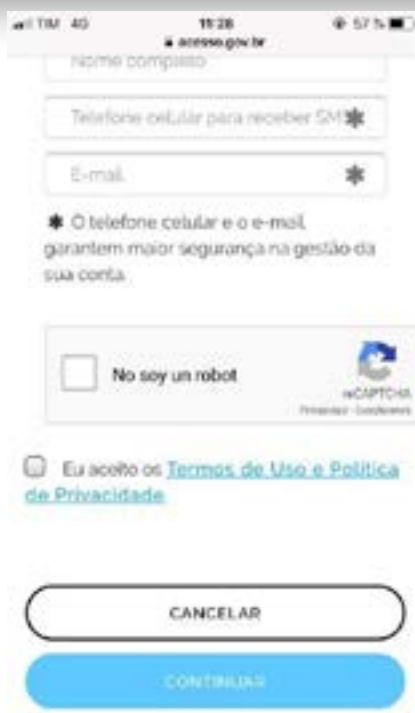 TIM 4G 11:28 57 %
acesso.gov.br
Nome completo
Telefone celular para receber SM
E-mail
✱ O telefone celular e o e-mail
garantem maior segurança na gestão da
sua conta
No soy un robot
reCAPTCHA
Eu aceito os Termos de Uso e Política
de Privacidade
CANCELAR
CONTINUAR